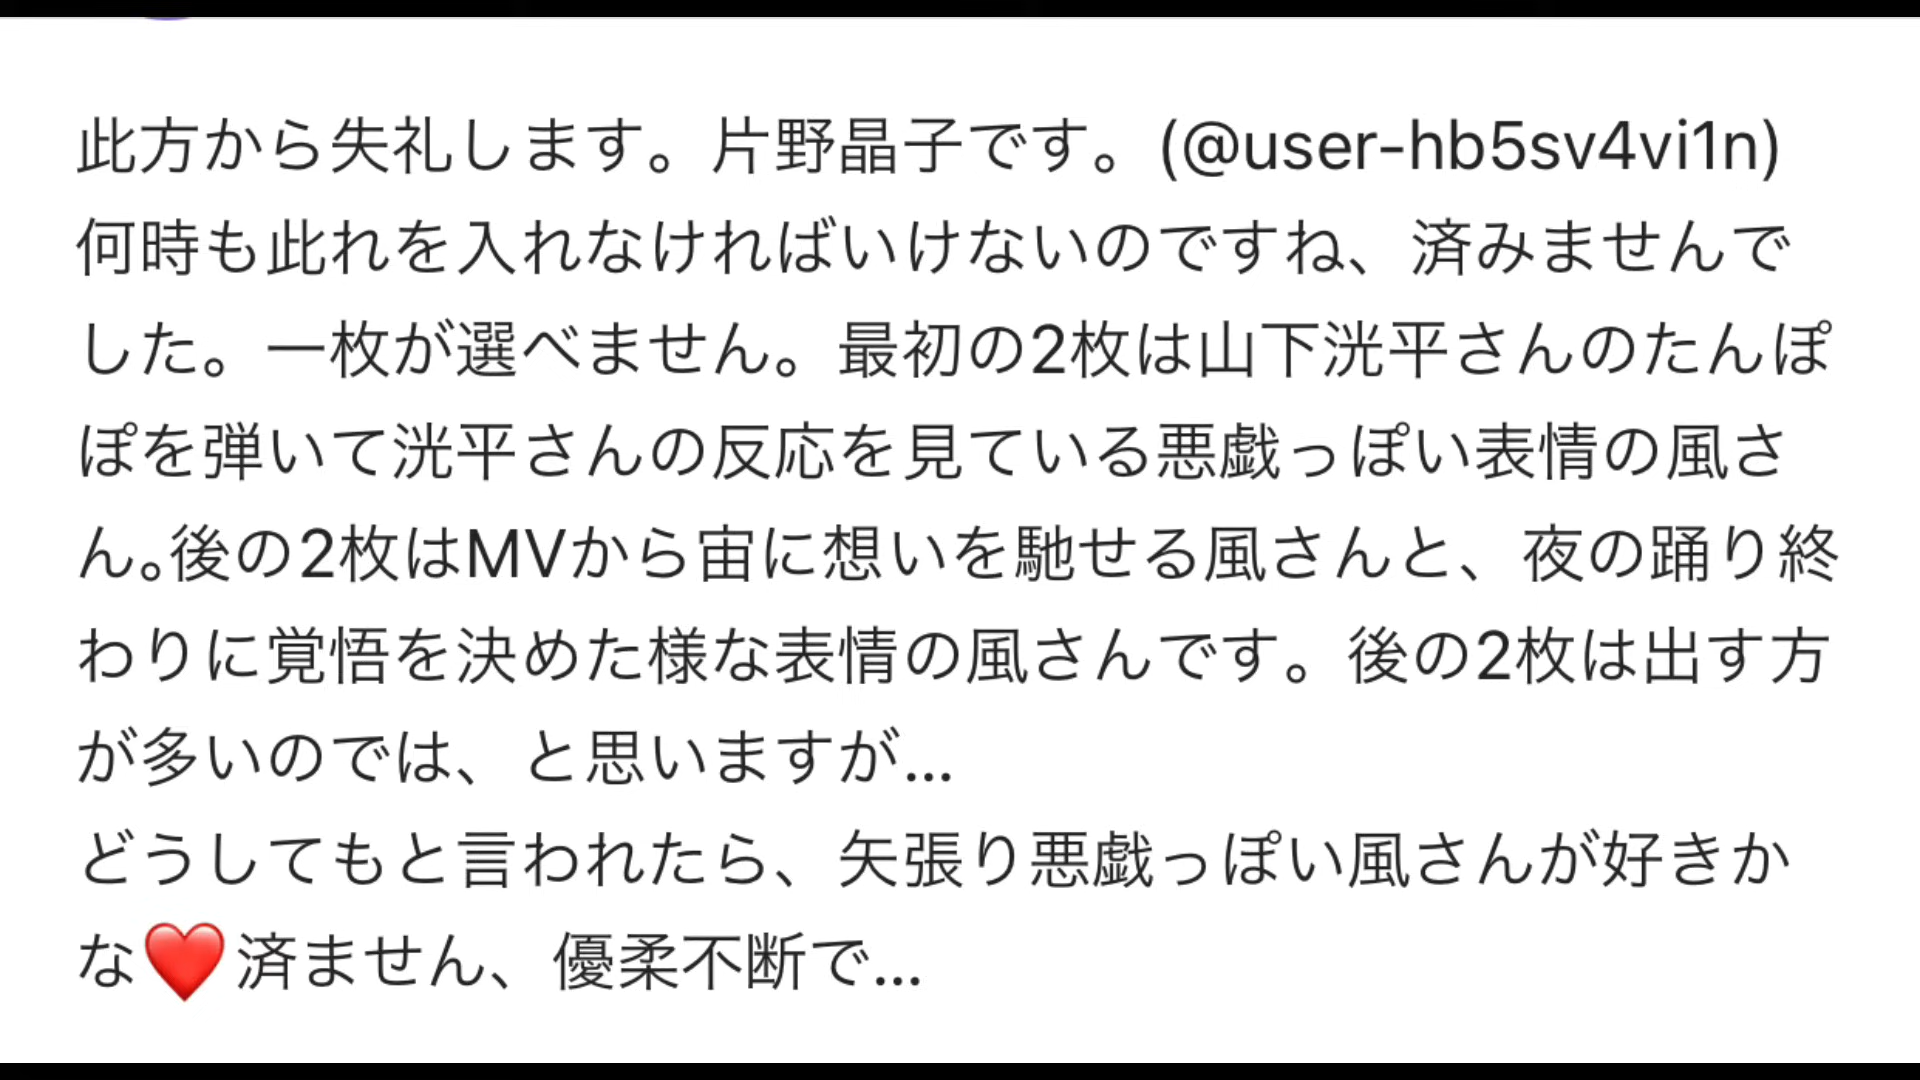 此方から失礼します。片野晶子です。(@user-hb5sv4vi1n)
何時も此れを入れなければいけないのですね、済みませんで
した。一枚が選べません。最初の2枚は山下洸平さんのたんぽ
ぽを弾いて洸平さんの反応を見ている悪戯っぽい表情の風さ
ん｡後の2枚はMVから宙に想いを馳せる風さんと、夜の踊り終
わりに覚悟を決めた様な表情の風さんです。後の2枚は出す方
が多いのでは、と思いますが...
どうしてもと言われたら、矢張り悪戯っぽい風さんが好きか
な❤️済ません、優柔不断で...